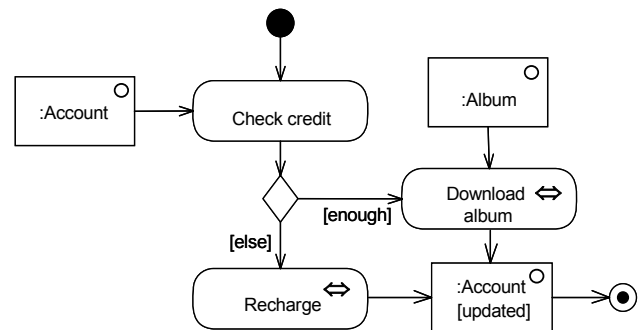 :Account
Check credit
:Album
[enough]
Download
album
[else]
Recharge
:Account
[updated]